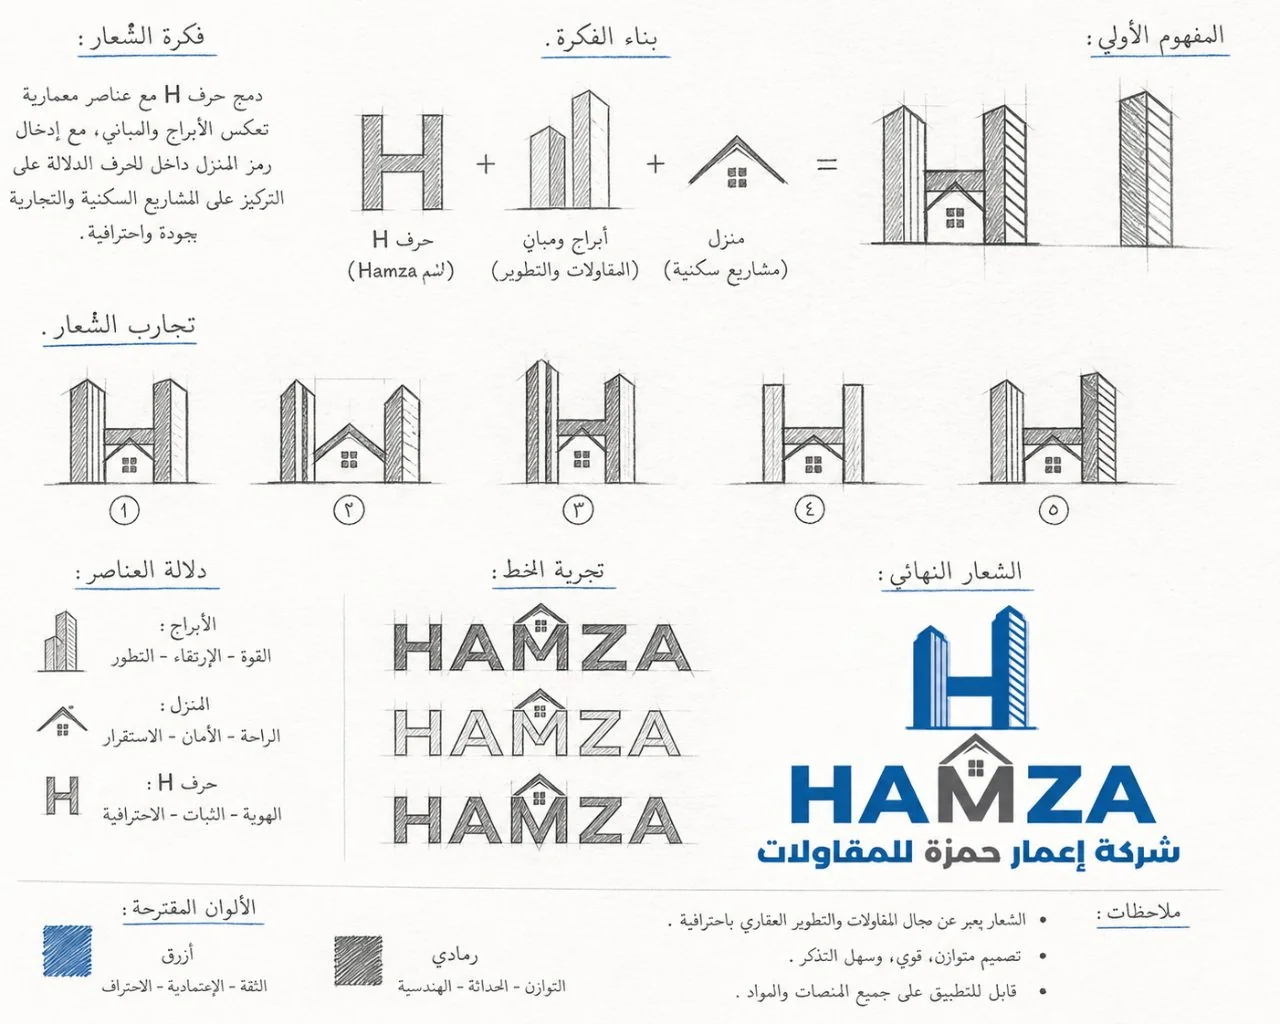 المفهوم الأولي :
بناء الفكرة .
فكرة الشّعار :
دمج حرف H مع عناصر معمارية
تعكس الأبراج والمباني، مع إدخال
رمز المنزل داخل للحرف الدلالة على
التركيز على المشاريع السكنية والتجارية
بجودة واحترافية .
H
+
+
=
حرف H
(Hamza)
أبراج ومبانٍ
(المقاولات والتطوير)
منزل
(مشاريع سكنية)
تجارب الشّعار .
١
٢
٣
٤
٥
دلالة العناصر :
الأبراج :
القوة - الإرتقاء - التطور
المنزل :
الراحة - الأمان - الاستقرار
H
حرف H :
الهوية - الثبات - الاحترافية
تجربة الخط :
HAMZA
HAMZA
HAMZA
الشعار النهائي :
H
HAMZA
شركة إعمار حمزة للمقاولات
الألوان المقترحة :
أزرق
الثقة - الإعتمادية - الاحتراف
رمادي
التوازن - الحداثة - الهندسية
ملاحظات :
• الشعار يعبر عن مجال المقاولات والتطوير العقاري باحترافية .
• تصميم متوازن، قوي، وسهل التذكر .
• قابل للتطبيق على جميع المنصات والمواد .